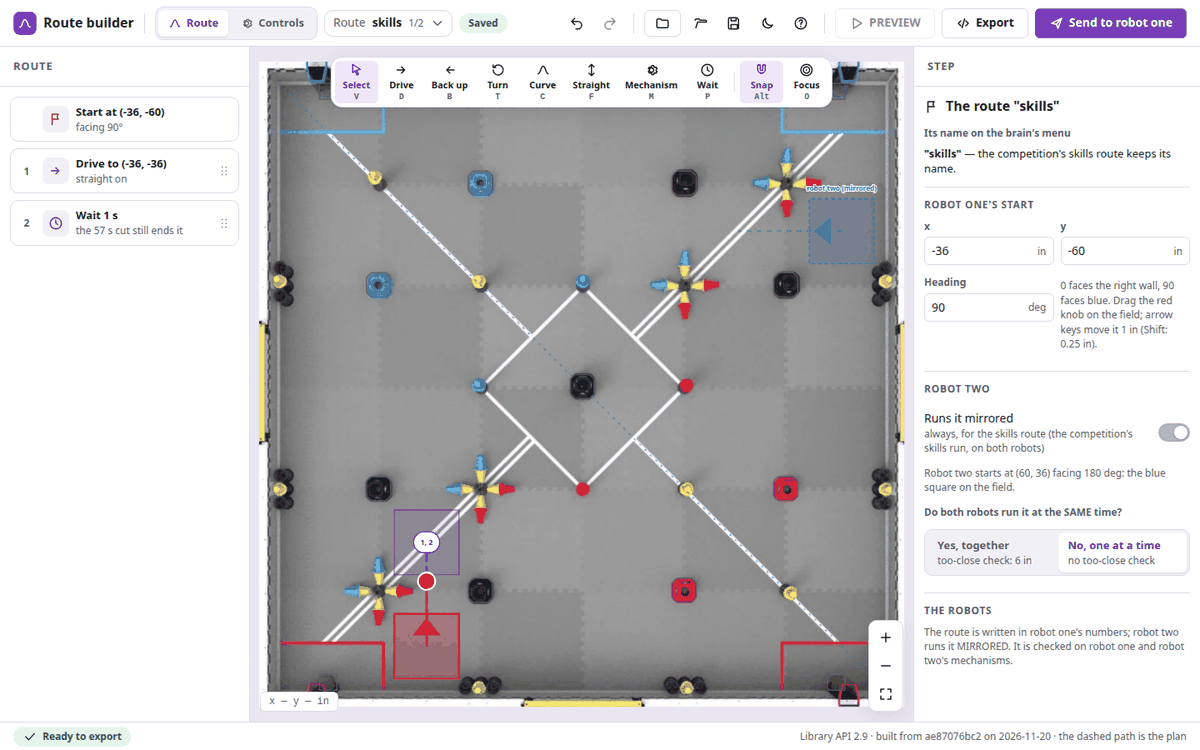 Route builder
Route
Controls
Route skills 1/2
Saved
PREVIEW
Export
Send to robot one
ROUTE
Start at (-36, -60)
facing 90°
1
Drive to (-36, -36)
straight on
2
Wait 1 s
the 57 s cut still ends it
Select
V
Drive
D
Back up
B
Turn
T
Curve
C
Straight
F
Mechanism
M
Wait
P
Snap
Alt
Focus
O
robot two (mirrored)
1, 2
x — y — in
STEP
The route "skills"
Its name on the brain's menu
"skills" — the competition's skills route keeps its
name.
ROBOT ONE'S START
x
y
-36 in
-60 in
Heading
90 deg
0 faces the right wall, 90
faces blue. Drag the red
knob on the field; arrow
keys move it 1 in (Shift:
0.25 in).
ROBOT TWO
Runs it mirrored
always, for the skills route (the competition's
skills run, on both robots)
Robot two starts at (60, 36) facing 180 deg: the blue
square on the field.
Do both robots run it at the SAME time?
Yes, together
too-close check: 6 in
No, one at a time
no too-close check
THE ROBOTS
The route is written in robot one's numbers; robot two
runs it MIRRORED. It is checked on robot one and robot
two's mechanisms.
Ready to export
Library API 2.9 · built from ae87076bc2 on 2026-11-20 · the dashed path is the plan